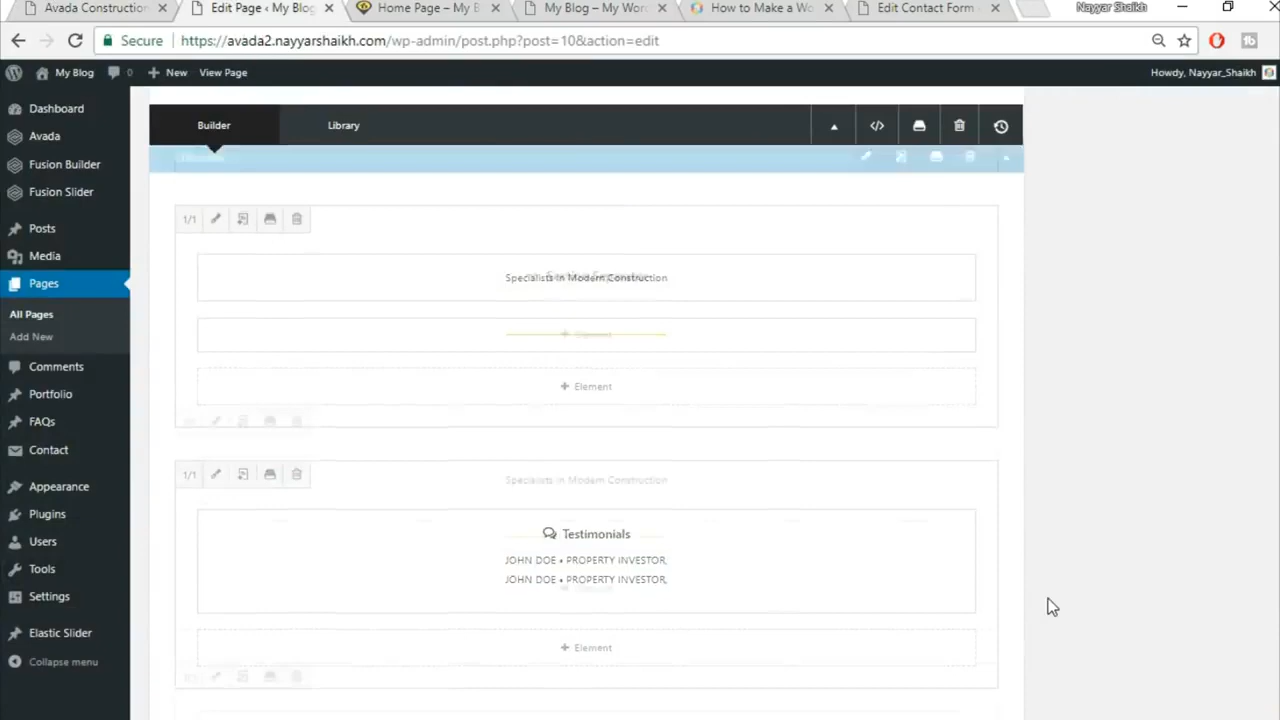 Avada Construction
Edit Page ‹ My Blog
Home Page – My B
My Blog – My Wor
How to Make a Wo
Edit Contact Form
Nayyar Shaikh
Secure
https://avada2.nayyarshaikh.com/wp-admin/post.php?post=10&action=edit
My Blog
0
New
View Page
Howdy, Nayyar_Shaikh
Dashboard
Avada
Fusion Builder
Fusion Slider
Posts
Media
Pages
All Pages
Add New
Comments
Portfolio
FAQs
Contact
Appearance
Plugins
Users
Tools
Settings
Elastic Slider
Collapse menu
Builder
Library
1/1
Specialists in Modern Construction
+ Element
+ Element
1/1
Specialists in Modern Construction
Testimonials
JOHN DOE • PROPERTY INVESTOR,
JOHN DOE • PROPERTY INVESTOR,
+ Element